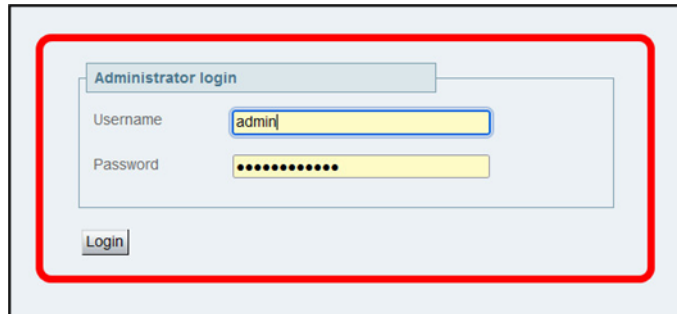 Administrator login
Username admin
Password ••••••••••••
Login